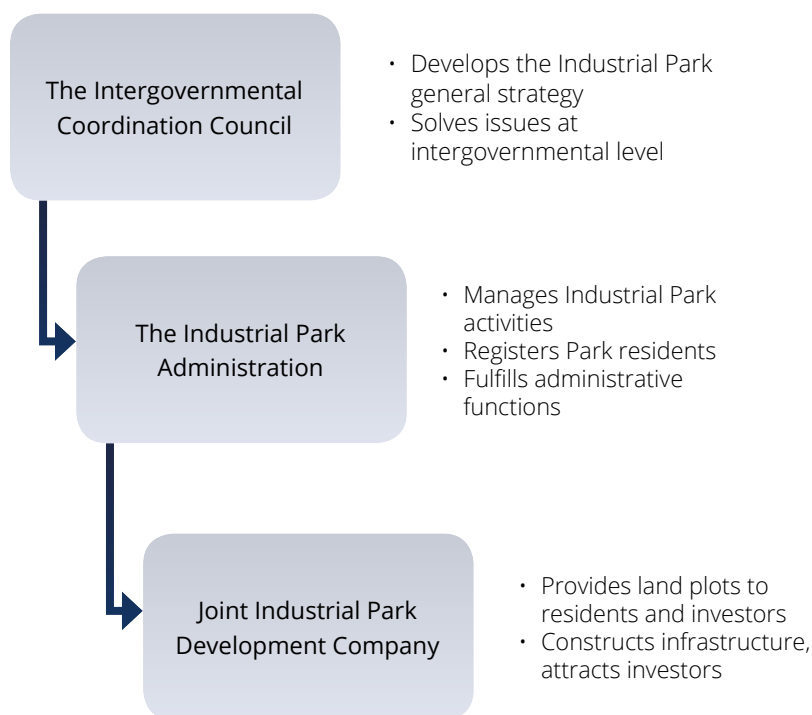 The Intergovernmental
Coordination Council
• Develops the Industrial Park
general strategy
• Solves issues at
intergovernmental level
The Industrial Park
Administration
• Manages Industrial Park
activities
• Registers Park residents
• Fulfills administrative
functions
Joint Industrial Park
Development Company
• Provides land plots to
residents and investors
• Constructs infrastructure,
attracts investors